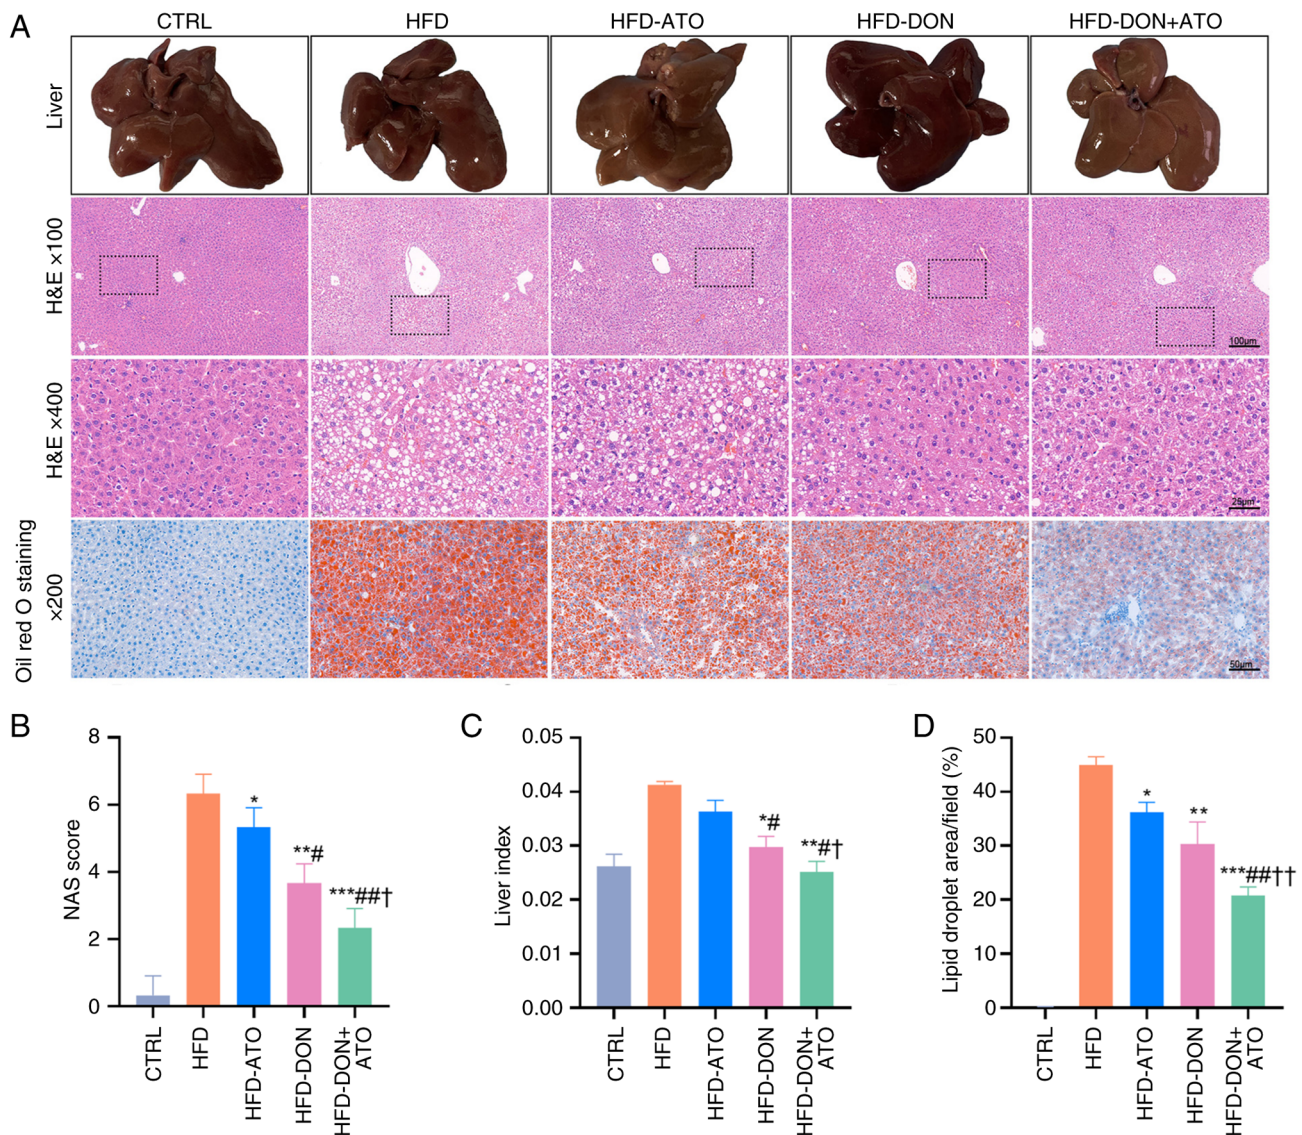 A
CTRL HFD HFD-ATO HFD-DON HFD-DON+ATO
Liver
H&E ×100
100μm
H&E ×400
25μm
Oil red O staining
×200
50μm
B
NAS score
8
6
4
2
0
*
**#
***##†
CTRL
HFD
HFD-ATO
HFD-DON
HFD-DON+
ATO
C
Liver index
0.05
0.04
0.03
0.02
0.01
0.00
*#
**#†
CTRL
HFD
HFD-ATO
HFD-DON
HFD-DON+
ATO
D
Lipid droplet area/field (%)
50
40
30
20
10
0
*
**
***##††
CTRL
HFD
HFD-ATO
HFD-DON
HFD-DON+
ATO